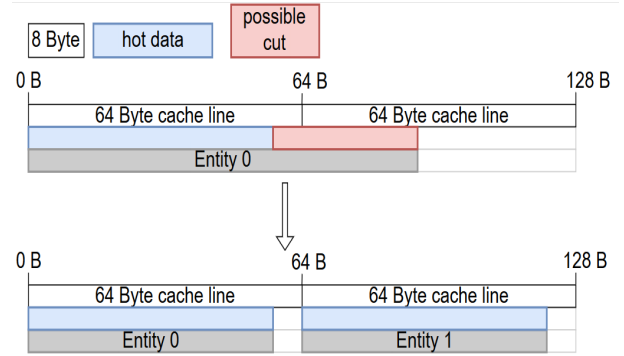 8 Byte
hot data
possible
cut
0 B
64 B
128 B
64 Byte cache line
64 Byte cache line
Entity 0
0 B
64 B
128 B
64 Byte cache line
64 Byte cache line
Entity 0
Entity 1